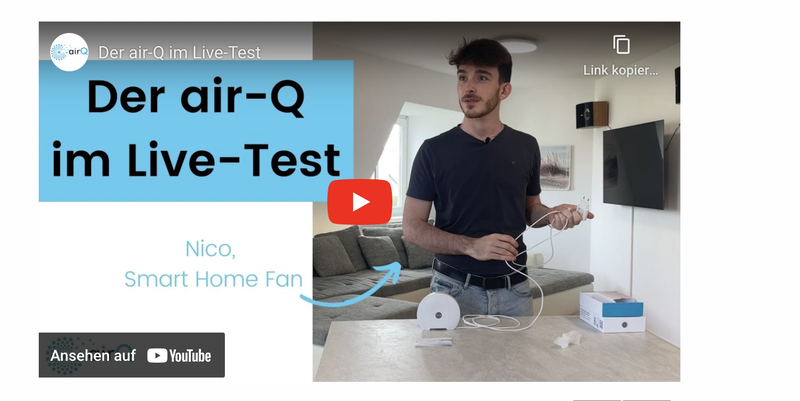 airQ
Der air-Q im Live-Test
Link kopier...
Der air-Q
im Live-Test
Nico,
Smart Home Fan
Ansehen auf YouTube